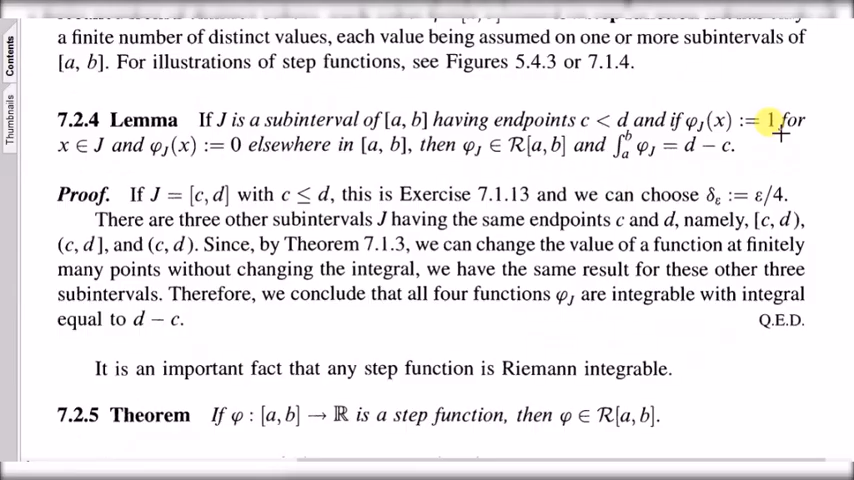 Contents
Thumbnails
a finite number of distinct values, each value being assumed on one or more subintervals of
[a, b]. For illustrations of step functions, see Figures 5.4.3 or 7.1.4.
7.2.4 Lemma If J is a subinterval of [a, b] having endpoints c < d and if φJ(x) := 1 for
x ∈ J and φJ(x) := 0 elsewhere in [a, b], then φJ ∈ R[a, b] and ∫ₐᵇ φJ = d − c.
Proof. If J = [c, d] with c ≤ d, this is Exercise 7.1.13 and we can choose δε := ε/4.
There are three other subintervals J having the same endpoints c and d, namely, [c, d),
(c, d], and (c, d). Since, by Theorem 7.1.3, we can change the value of a function at finitely
many points without changing the integral, we have the same result for these other three
subintervals. Therefore, we conclude that all four functions φJ are integrable with integral
equal to d − c. Q.E.D.
It is an important fact that any step function is Riemann integrable.
7.2.5 Theorem If φ : [a, b] → ℝ is a step function, then φ ∈ R[a, b].